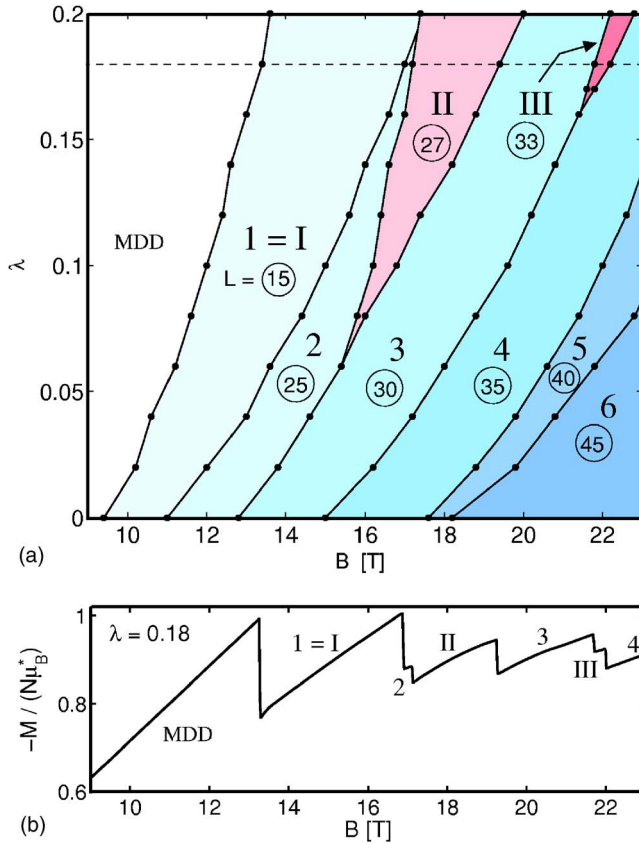 0.2
II
III
27
33
0.15
MDD
1 = I
λ
0.1
L = 15
2
3
4
5
0.05
25
30
35
40
6
45
0
10 12 14 16 18 20 22
(a)
B [T]
1
λ = 0.18
1 = I
II
3
4
-M / (Nμ*B)
2
III
0.8
MDD
0.6
10 12 14 16 18 20 22
(b)
B [T]